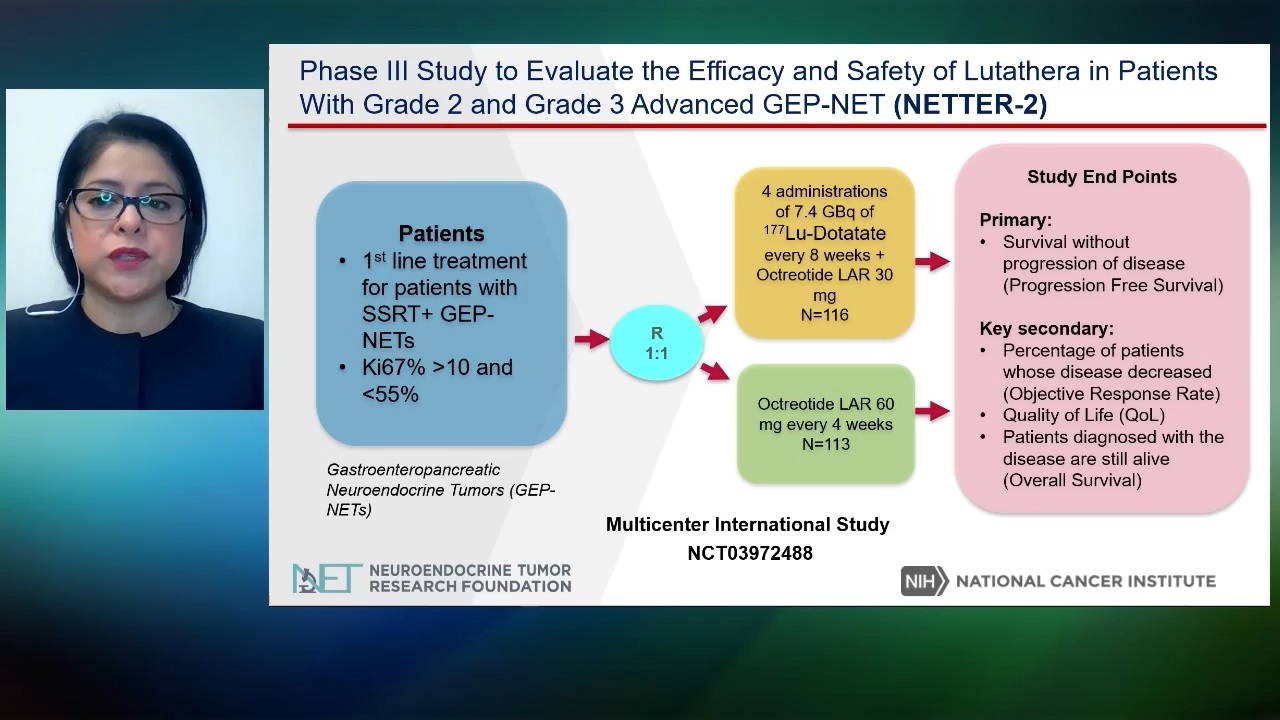 Phase III Study to Evaluate the Efficacy and Safety of Lutathera in Patients
With Grade 2 and Grade 3 Advanced GEP-NET (NETTER-2)
Patients
• 1st line treatment
for patients with
SSRT+ GEP-
NETs
• Ki67% >10 and
<55%
Gastroenteropancreatic
Neuroendocrine Tumors (GEP-
NETs)
R
1:1
4 administrations
of 7.4 GBq of
177Lu-Dotatate
every 8 weeks +
Octreotide LAR 30
mg
N=116
Octreotide LAR 60
mg every 4 weeks
N=113
Study End Points
Primary:
• Survival without
progression of disease
(Progression Free Survival)
Key secondary:
• Percentage of patients
whose disease decreased
(Objective Response Rate)
• Quality of Life (QoL)
• Patients diagnosed with the
disease are still alive
(Overall Survival)
Multicenter International Study
NCT03972488
NET NEUROENDOCRINE TUMOR
RESEARCH FOUNDATION
NIH NATIONAL CANCER INSTITUTE